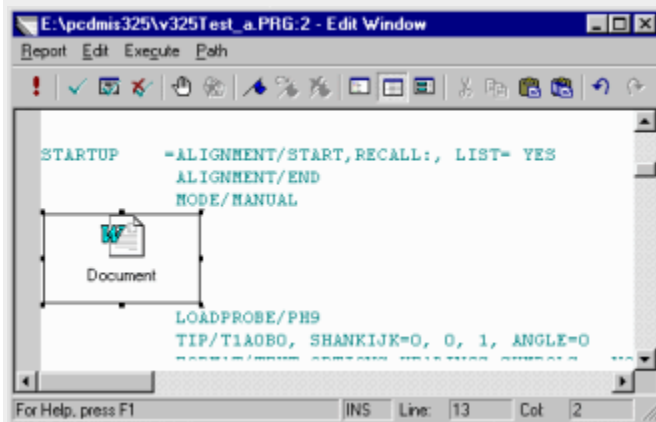 E:\pcdmis325\v325Test_a.PRG:2 - Edit Window
Report Edit Execute Path
STARTUP =ALIGNMENT/START,RECALL:, LIST= YES
ALIGNMENT/END
MODE/MANUAL
Document
LOADPROBE/PH9
TIP/T1A0B0, SHANKIJK=0, 0, 1, ANGLE=0
For Help, press F1 INS Line: 13 Col: 2